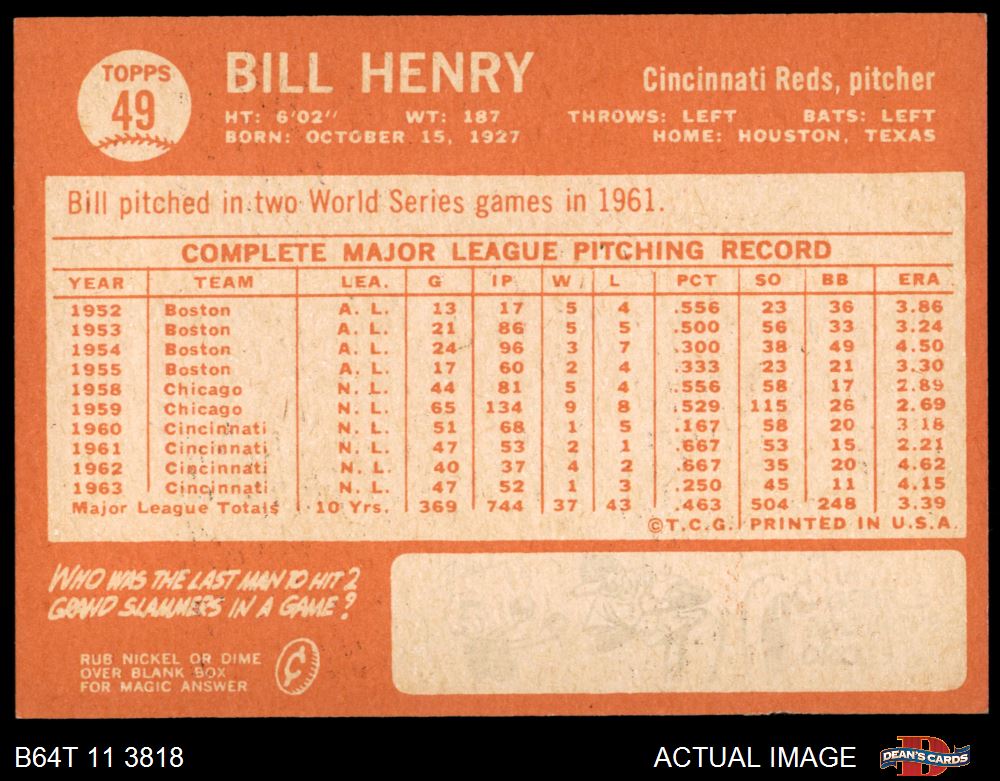 TOPPS
49
BILL HENRY
Cincinnati Reds, pitcher
HT: 6'02" WT: 187 THROWS: LEFT BATS: LEFT
BORN: OCTOBER 15, 1927 HOME: HOUSTON, TEXAS
Bill pitched in two World Series games in 1961.
COMPLETE MAJOR LEAGUE PITCHING RECORD
YEAR TEAM LEA. G IP W L PCT SO BB ERA
1952 Boston A. L. 13 17 5 4 .556 23 36 3.86
1953 Boston A. L. 21 86 5 5 .500 56 33 3.24
1954 Boston A. L. 24 96 3 7 .300 38 49 4.50
1955 Boston A. L. 17 60 2 4 .333 23 21 3.30
1958 Chicago N. L. 44 81 5 4 .556 58 17 2.89
1959 Chicago N. L. 65 134 9 8 .529 115 26 2.69
1960 Cincinnati N. L. 51 68 1 5 .167 58 20 3.18
1961 Cincinnati N. L. 47 53 2 1 .667 53 15 2.21
1962 Cincinnati N. L. 40 37 4 2 .667 35 20 4.62
1963 Cincinnati N. L. 47 52 1 3 .250 45 11 4.15
Major League Totals 10 Yrs. 369 744 37 43 .463 504 248 3.39
©T.C.G. PRINTED IN U.S.A.
WHO WAS THE LAST MAN TO HIT 2
GRAND SLAMMERS IN A GAME?
RUB NICKEL OR DIME
OVER BLANK BOX
FOR MAGIC ANSWER
B64T 11 3818 ACTUAL IMAGE DEAN'S CARDS